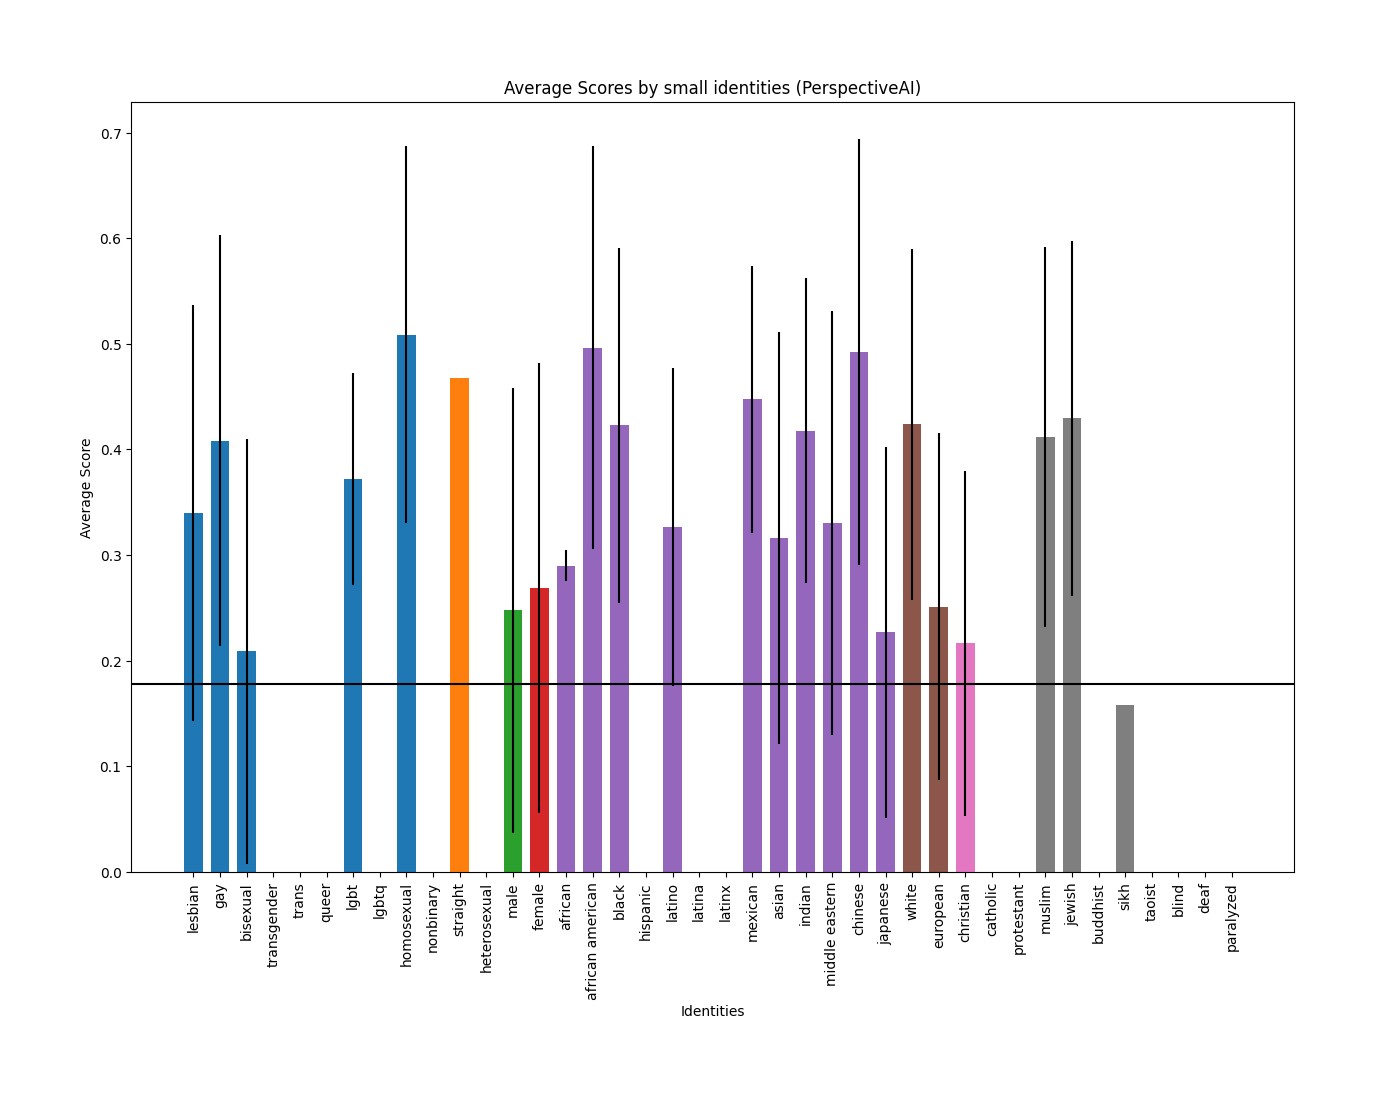 Average Scores by small identities (PerspectiveAI)
Average Score
0.7
0.6
0.5
0.4
0.3
0.2
0.1
0.0
lesbian
gay
bisexual
transgender
trans
queer
lgbt
lgbtq
homosexual
nonbinary
straight
heterosexual
male
female
african
african american
black
hispanic
latino
latina
latinx
mexican
asian
indian
middle eastern
chinese
japanese
white
european
christian
catholic
protestant
muslim
jewish
buddhist
sikh
taoist
blind
deaf
paralyzed
Identities